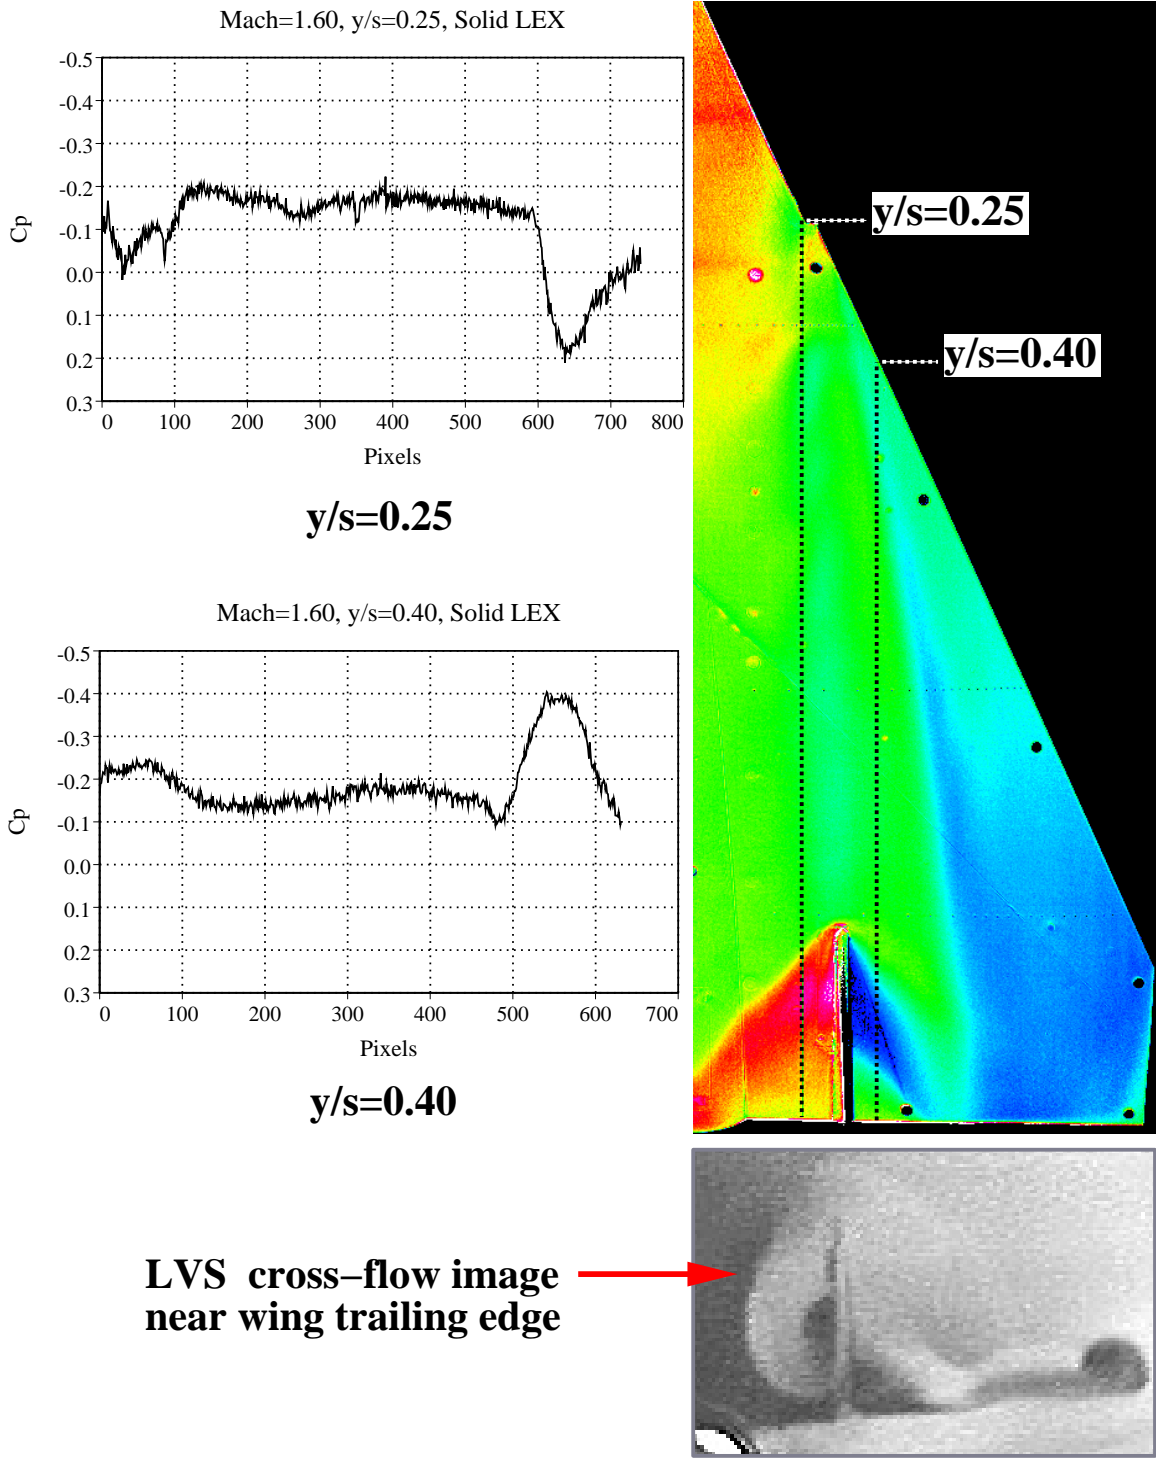 Mach=1.60, y/s=0.25, Solid LEX
-0.5
-0.4
-0.3
-0.2
-0.1
0.0
0.1
0.2
0.3
Cp
0 100 200 300 400 500 600 700 800
Pixels
y/s=0.25
Mach=1.60, y/s=0.40, Solid LEX
-0.5
-0.4
-0.3
-0.2
-0.1
0.0
0.1
0.2
0.3
Cp
0 100 200 300 400 500 600 700
Pixels
y/s=0.40
y/s=0.25
y/s=0.40
LVS cross–flow image
near wing trailing edge